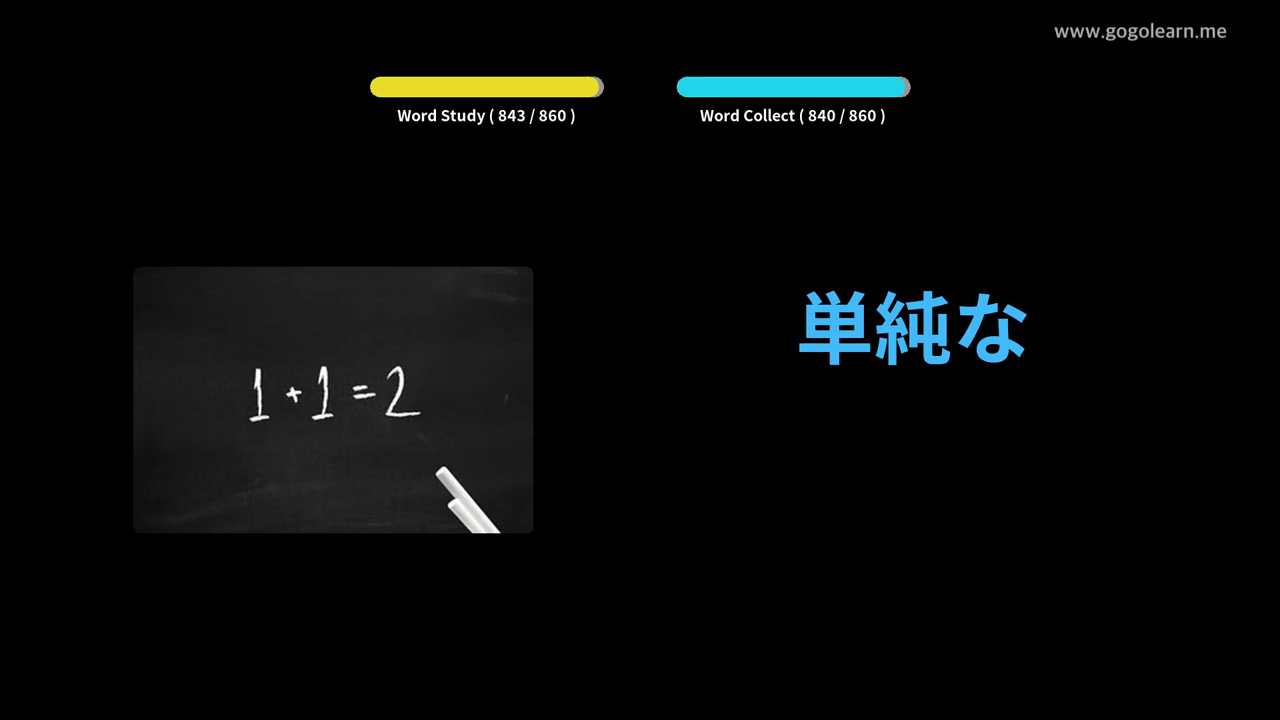 www.gogolearn.me
Word Study ( 843 / 860 )
Word Collect ( 840 / 860 )
1 + 1 = 2
単純な